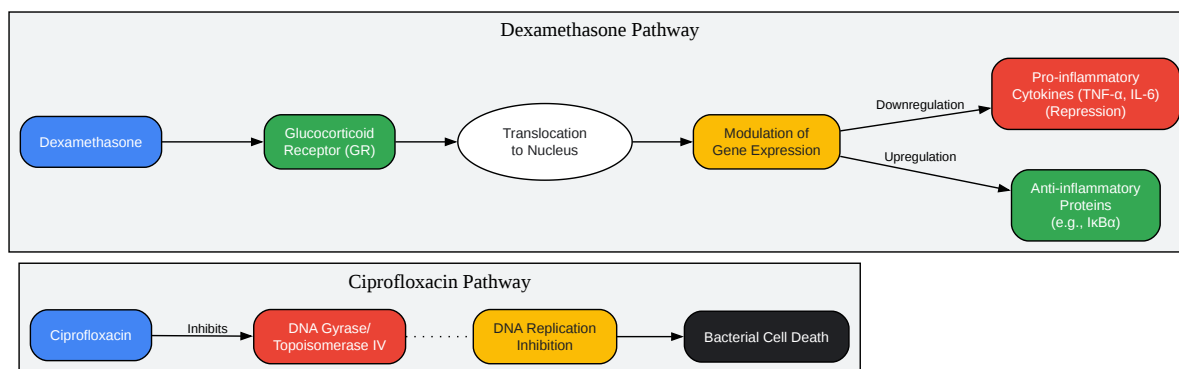 Dexamethasone Pathway
Dexamethasone
Glucocorticoid
Receptor (GR)
Translocation
to Nucleus
Modulation of
Gene Expression
Downregulation
Pro-inflammatory
Cytokines (TNF-α, IL-6)
(Repression)
Upregulation
Anti-inflammatory
Proteins
(e.g., IκBα)
Ciprofloxacin Pathway
Ciprofloxacin
Inhibits
DNA Gyrase/
Topoisomerase IV
DNA Replication
Inhibition
Bacterial Cell Death